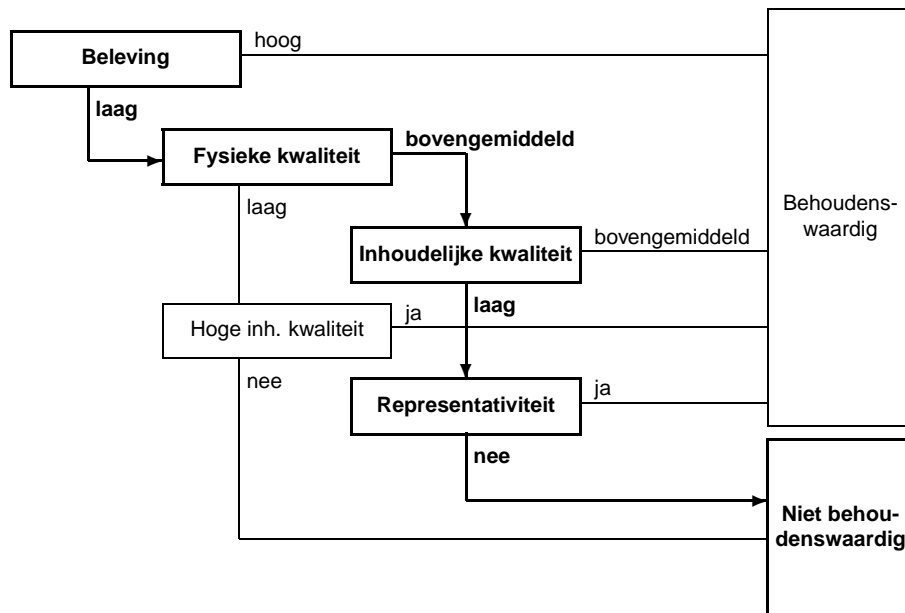 hoog
Beleving
laag
bovengemiddeld
Fysieke kwaliteit
laag
Behoudens-
waardig
bovengemiddeld
Inhoudelijke kwaliteit
laag
ja
Hoge inh. kwaliteit
nee
ja
Representativiteit
nee
Niet behou-
denswaardig